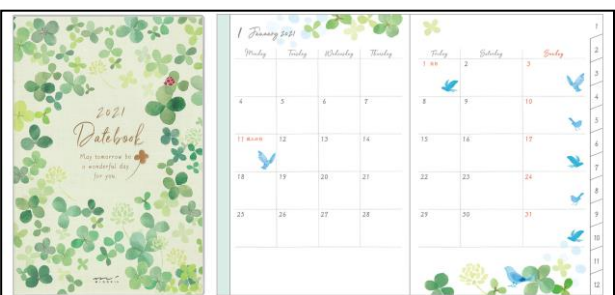 2021
Datebook
May tomorrow be
a wonderful day
for you.
MIDORI
1 January 2021
Monday Tuesday Wednesday Thursday Friday Saturday Sunday
1 2 3
4 5 6 7 8 9 10
11 12 13 14 15 16 17
18 19 20 21 22 23 24
25 26 27 28 29 30 31
1
2
3
4
5
6
7
8
9
10
11
12